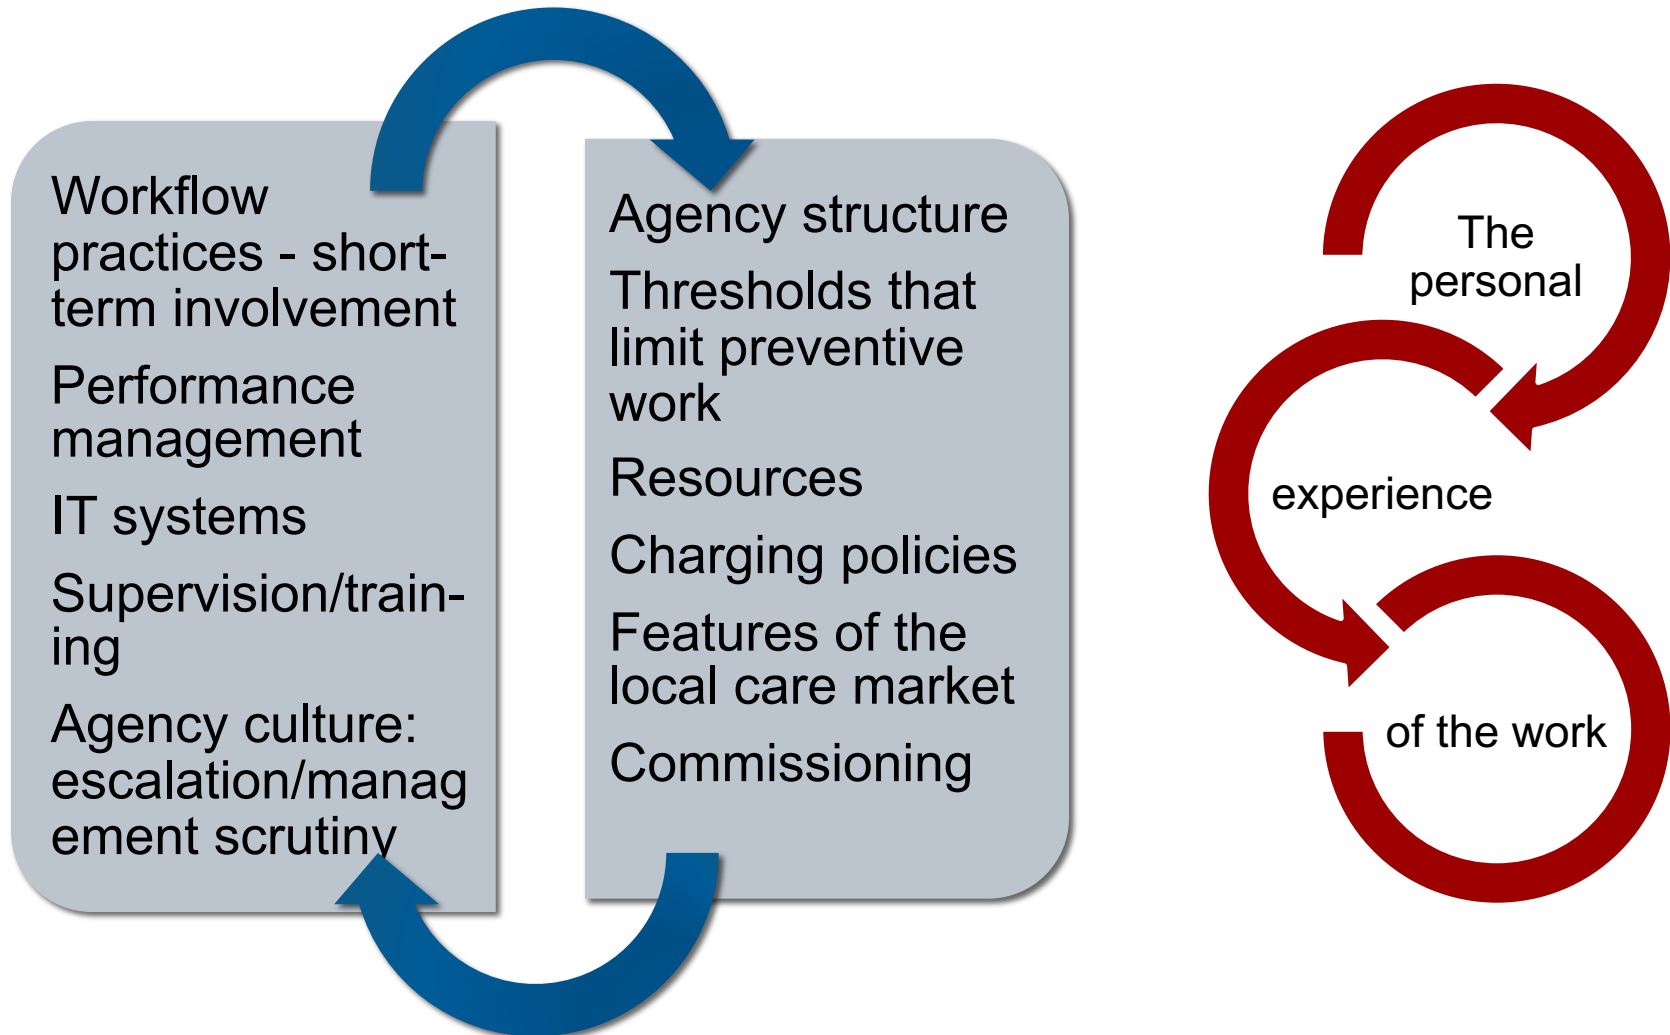 Workflow
practices - short-
term involvement
Performance
management
IT systems
Supervision/train-
ing
Agency culture:
escalation/manag
ement scrutiny
Agency structure
Thresholds that
limit preventive
work
Resources
Charging policies
Features of the
local care market
Commissioning
The
personal
experience
of the work